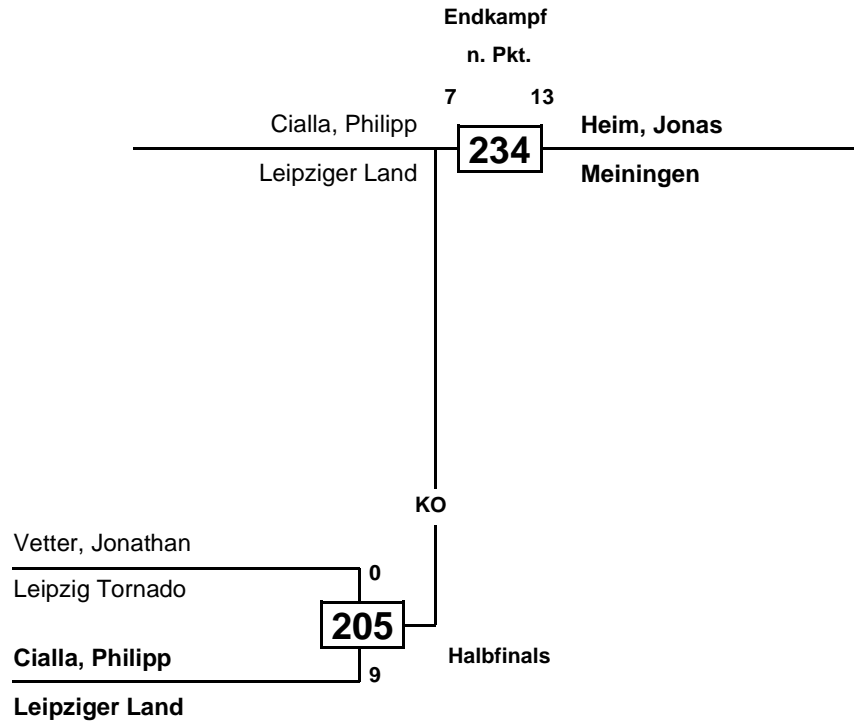 Endkampf
n. Pkt.
7 13
Cialla, Philipp 234 Heim, Jonas
Leipziger Land Meiningen
KO
Vetter, Jonathan
0
Leipzig Tornado
205
Cialla, Philipp Halbfinals
9
Leipziger Land